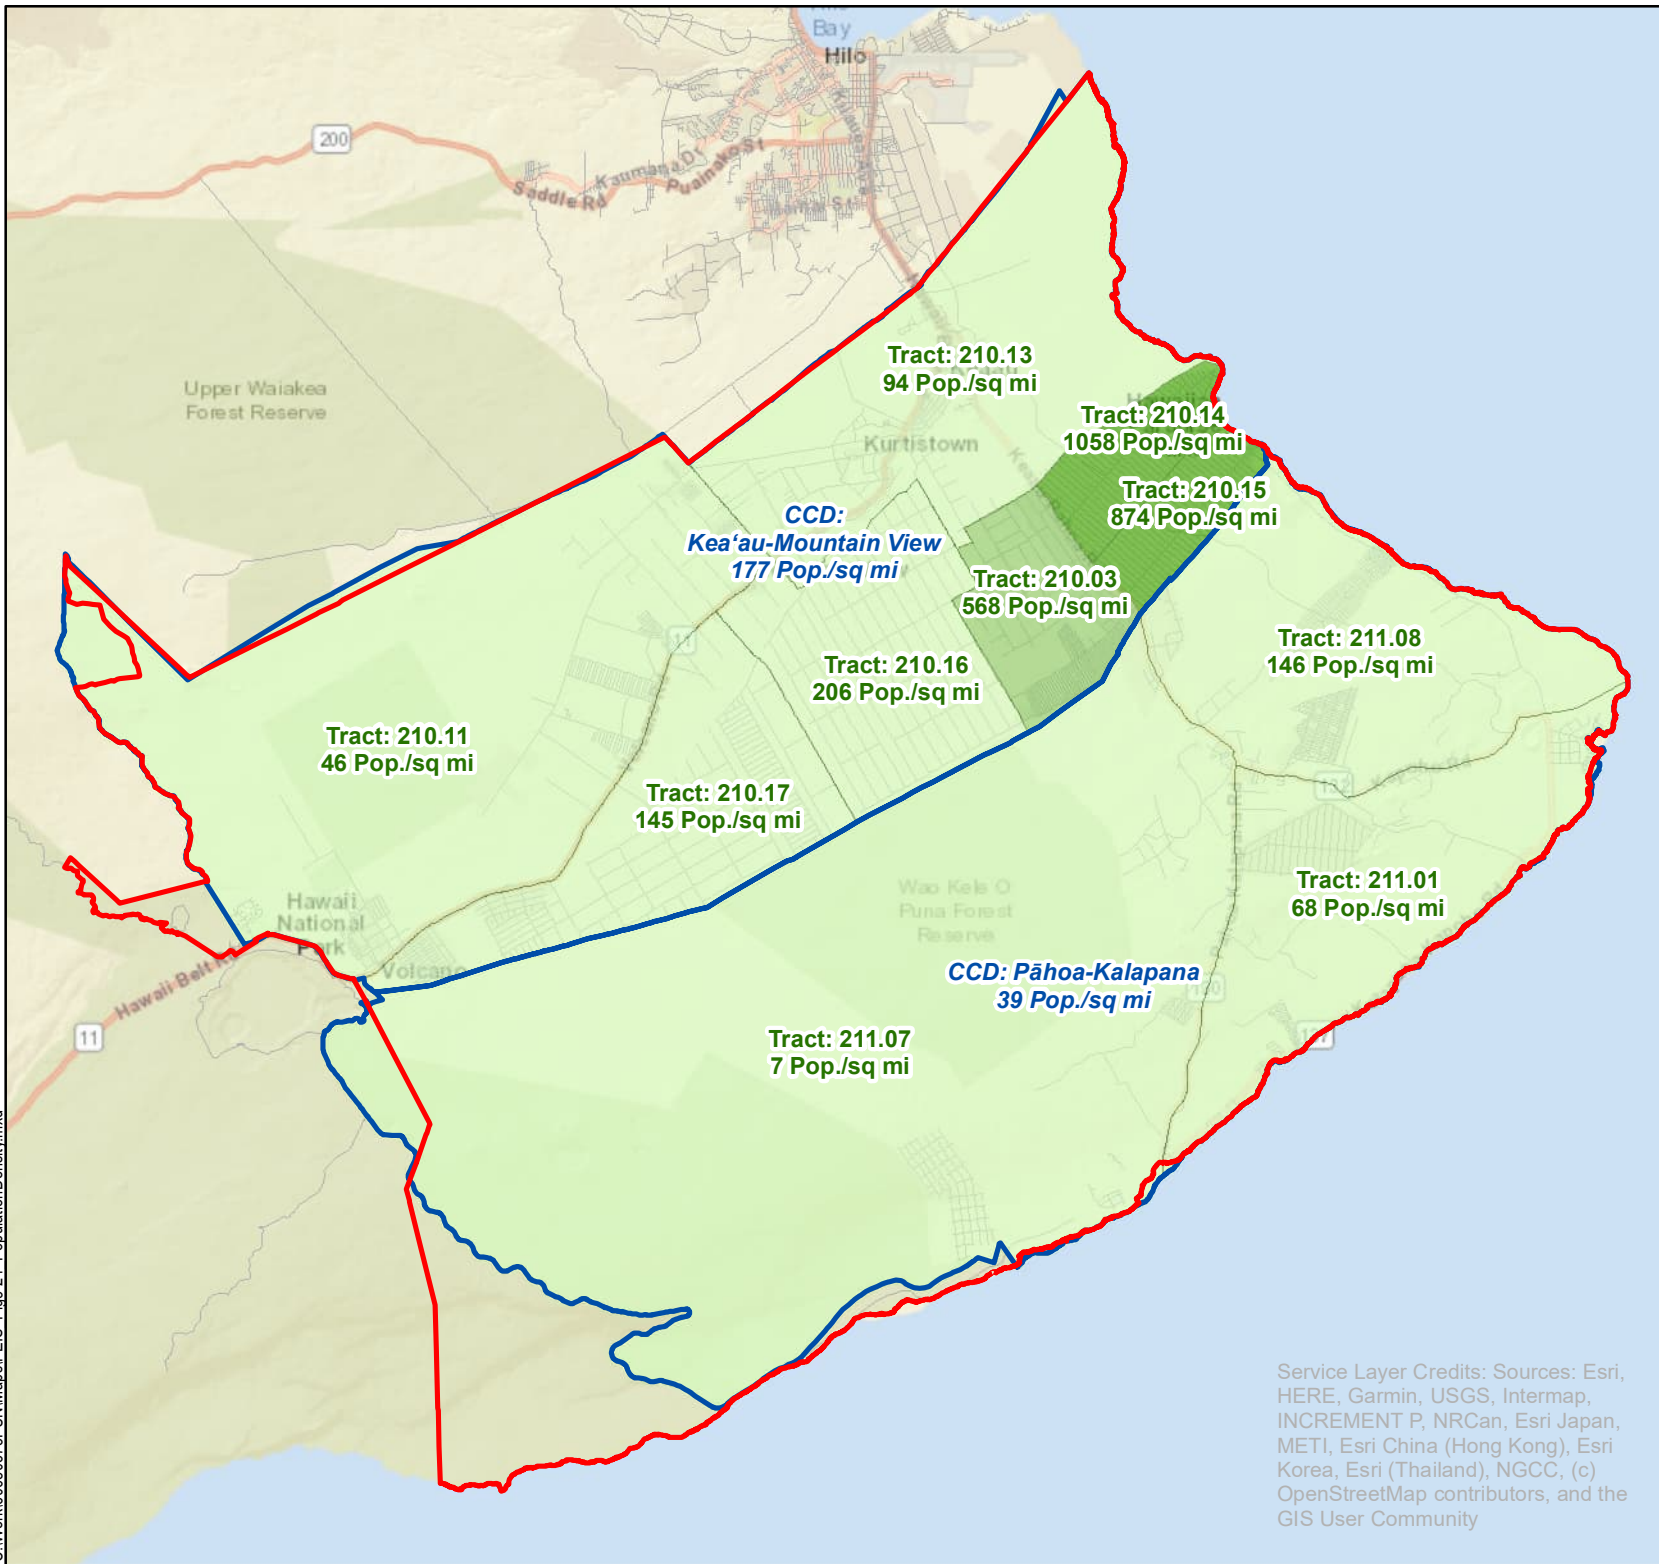 Bay
Hilo
200
Kaumana Dr
Puainako St
Saddle Rd
Upper Waiakea
Forest Reserve
Tract: 210.13
94 Pop./sq mi
Kurtistown
Tract: 210.14
1058 Pop./sq mi
Tract: 210.15
874 Pop./sq mi
CCD:
Kea‘au-Mountain View
177 Pop./sq mi
Tract: 210.03
568 Pop./sq mi
11
Tract: 210.16
206 Pop./sq mi
Tract: 211.08
146 Pop./sq mi
Tract: 210.11
46 Pop./sq mi
Tract: 210.17
145 Pop./sq mi
132
Kapoho Rd
Tract: 211.01
68 Pop./sq mi
Hawaii
National
Park
Wao Kele O
Puna Forest
Reserve
Volcano
Hawaii Belt
CCD: Pāhoa-Kalapana
39 Pop./sq mi
130
11
137
Tract: 211.07
7 Pop./sq mi
Service Layer Credits: Sources: Esri,
HERE, Garmin, USGS, Intermap,
INCREMENT P, NRCan, Esri Japan,
METI, Esri China (Hong Kong), Esri
Korea, Esri (Thailand), NGCC, (c)
OpenStreetMap contributors, and the
GIS User Community